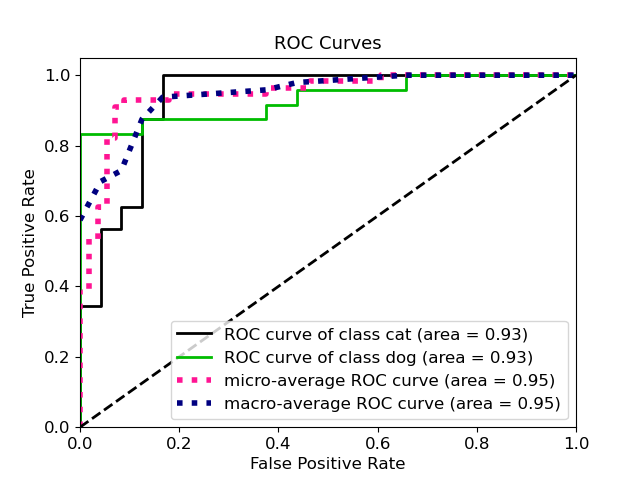 ROC Curves
1.0
0.8
0.6
0.4
0.2
0.0
True Positive Rate
ROC curve of class cat (area = 0.93)
ROC curve of class dog (area = 0.93)
micro-average ROC curve (area = 0.95)
macro-average ROC curve (area = 0.95)
0.0 0.2 0.4 0.6 0.8 1.0
False Positive Rate